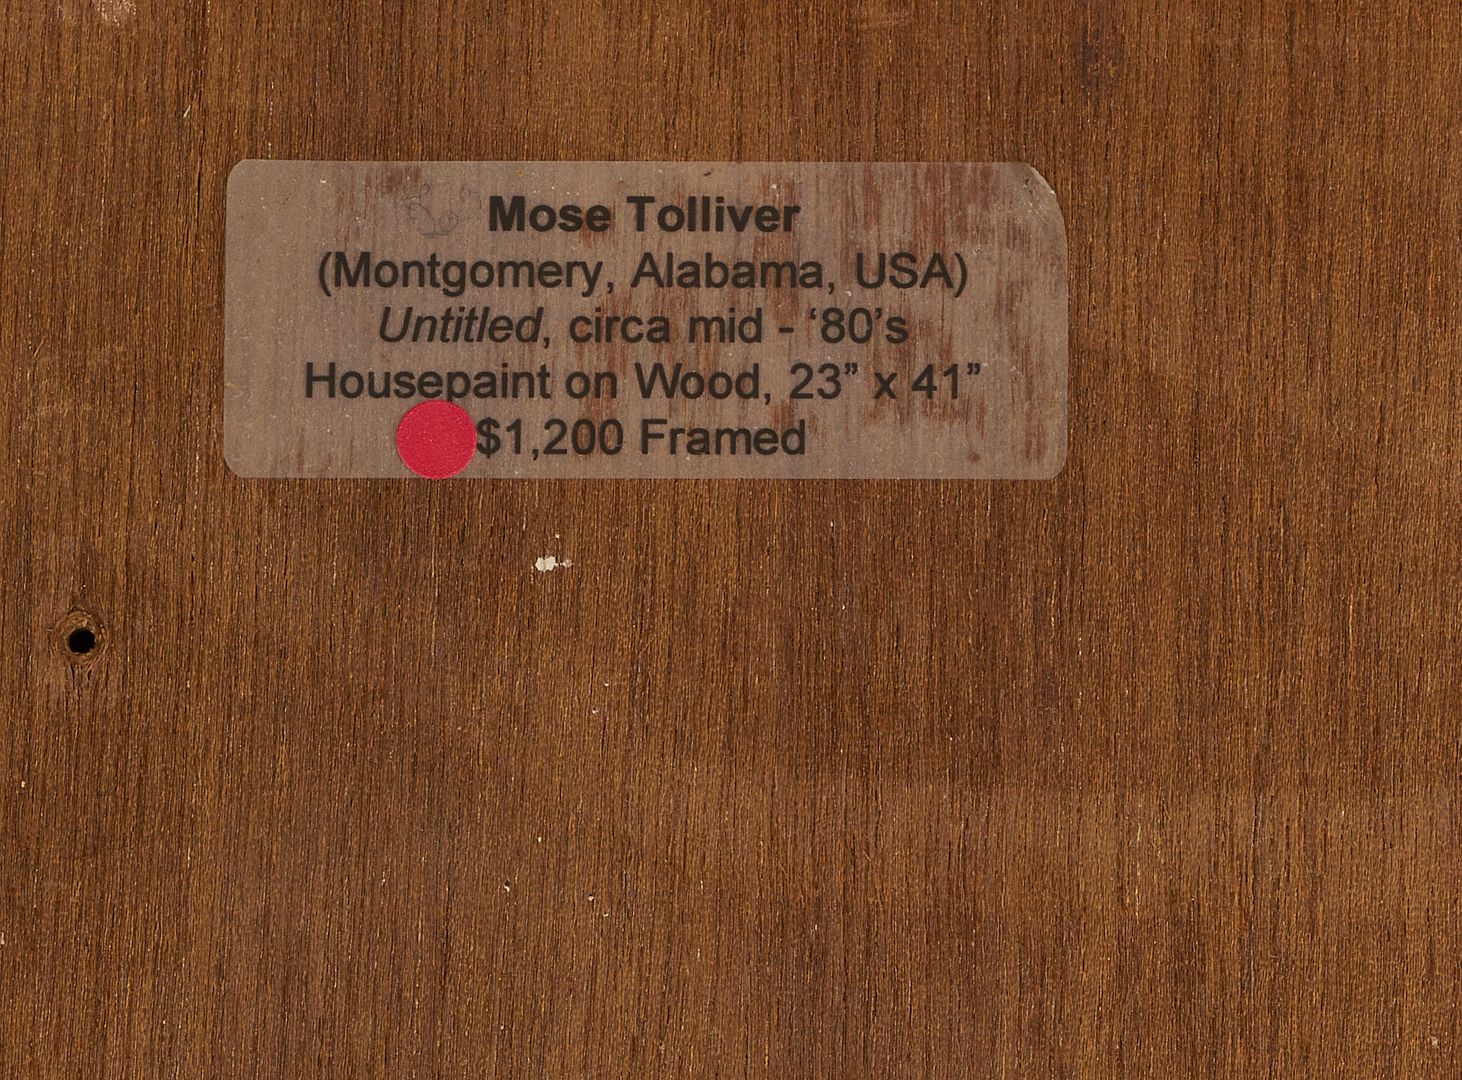 Mose Tolliver
(Montgomery, Alabama, USA)
Untitled, circa mid - ‘80’s
Housepaint on Wood, 23” x 41”
$1,200 Framed